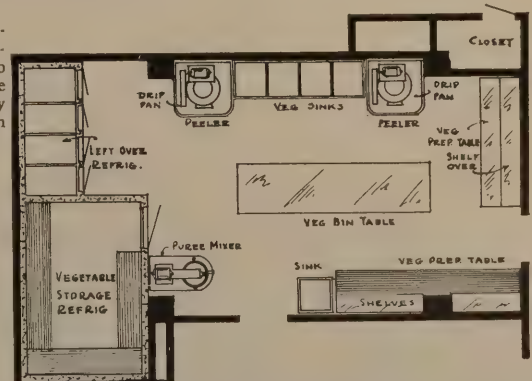 o
e
y
n
CLOSET
DRIP
PAN
PEELER
VEG SINKS
PEELER
DRIP
PAN
VEG
PREP TABLE
SHELF
OVER
LEFT OVER
REFRIG.
VEG BIN TABLE
PUREE MIXER
VEGETABLE
STORAGE
REFRIG
SINK
VEG PREP TABLE
SHELVES